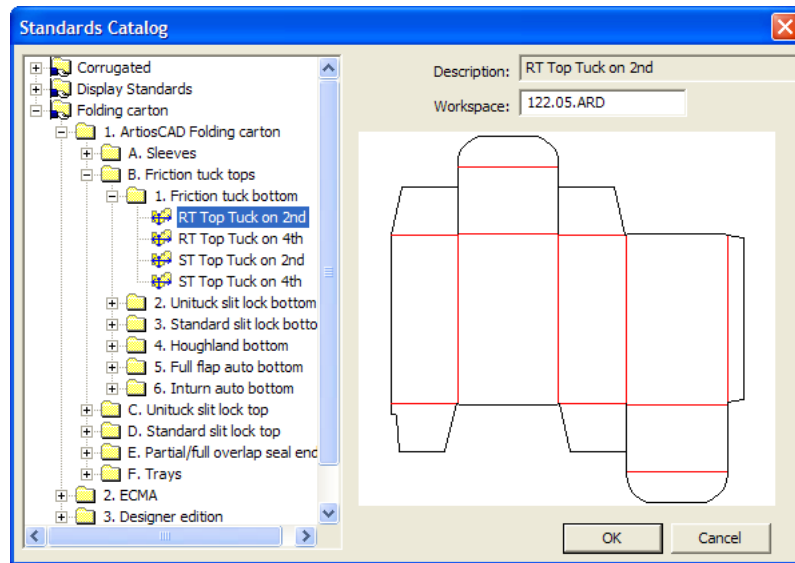 Standards Catalog
Corrugated
Display Standards
Folding carton
1. ArtiosCAD Folding carton
A. Sleeves
B. Friction tuck tops
1. Friction tuck bottom
RT Top Tuck on 2nd
RT Top Tuck on 4th
ST Top Tuck on 2nd
ST Top Tuck on 4th
2. Unituck slit lock bottom
3. Standard slit lock botto
4. Houghland bottom
5. Full flap auto bottom
6. Inturn auto bottom
C. Unituck slit lock top
D. Standard slit lock top
E. Partial/full overlap seal end
F. Trays
2. ECMA
3. Designer edition
Description: RT Top Tuck on 2nd
Workspace: 122.05.ARD
OK Cancel